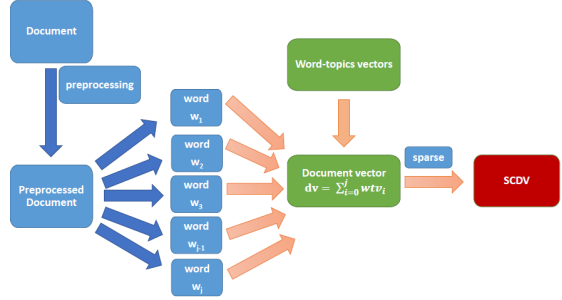 Document
preprocessing
Preprocessed
Document
word
w₁
word
w₂
word
w₃
word
wⱼ₋₁
word
wⱼ
Word-topics vectors
Document vector
dv = ∑ʲᵢ₌₀ wtvᵢ
sparse
SCDV